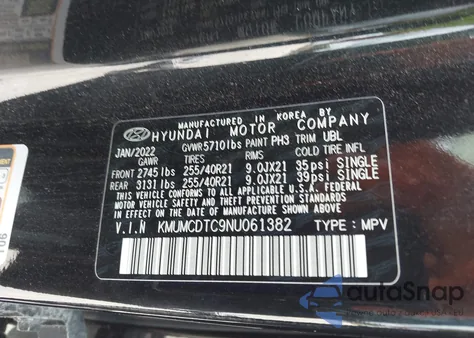 MANUFACTURED IN KOREA BY
HYUNDAI MOTOR COMPANY
JAN/2022 GVWR 5710lbs PAINT PH3 TRIM UBL
GAWR TIRES RIMS COLD TIRE INFL
FRONT 2745lbs 255/40R21 9.0JX21 35psi SINGLE
REAR 3131lbs 255/40R21 9.0JX21 39psi SINGLE
THIS VEHICLE CONFORMS TO ALL APPLICABLE U.S.A. FEDERAL
MOTOR VEHICLE SAFETY, BUMPER, AND THEFT PREVENTION
STANDARDS IN EFFECT ON THE DATE OF MANUFACTURE SHOWN ABOVE.
V.I.N KMUMCDTC9NU061382 TYPE: MPV
autoSnap